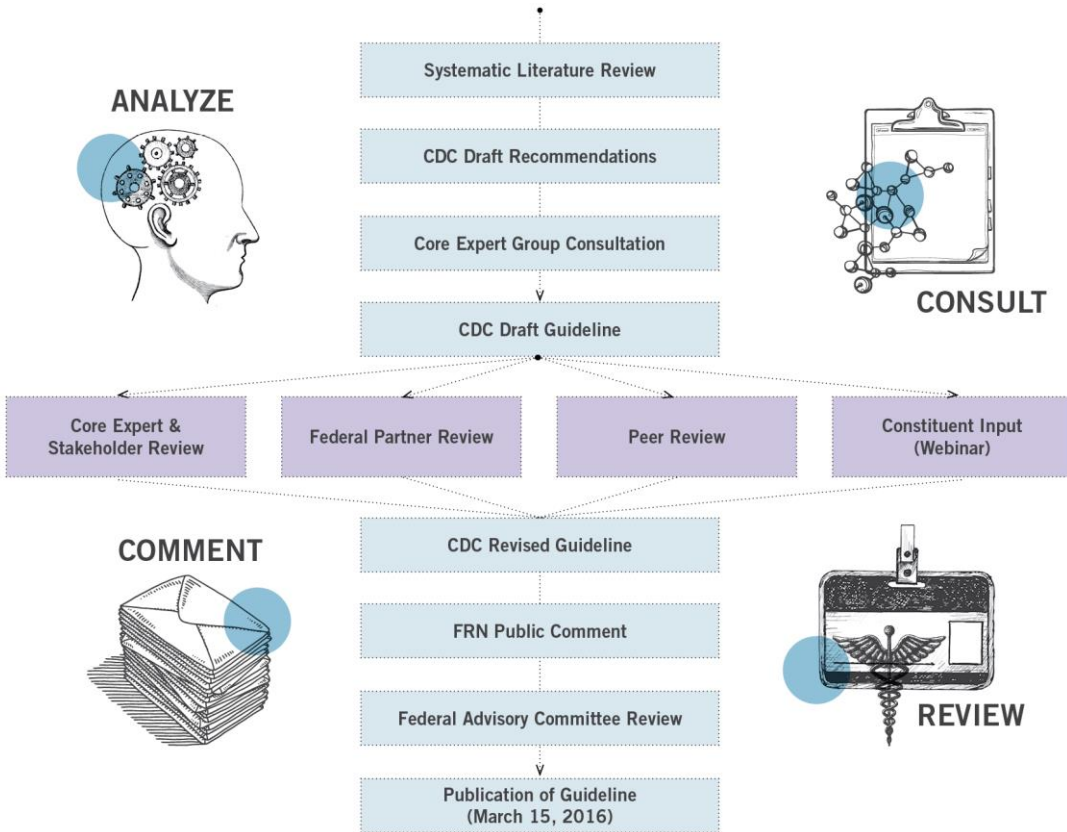 Systematic Literature Review
ANALYZE
CDC Draft Recommendations
Core Expert Group Consultation
CONSULT
CDC Draft Guideline
Core Expert &
Stakeholder Review
Federal Partner Review
Peer Review
Constituent Input
(Webinar)
CDC Revised Guideline
COMMENT
FRN Public Comment
Federal Advisory Committee Review
REVIEW
Publication of Guideline
(March 15, 2016)